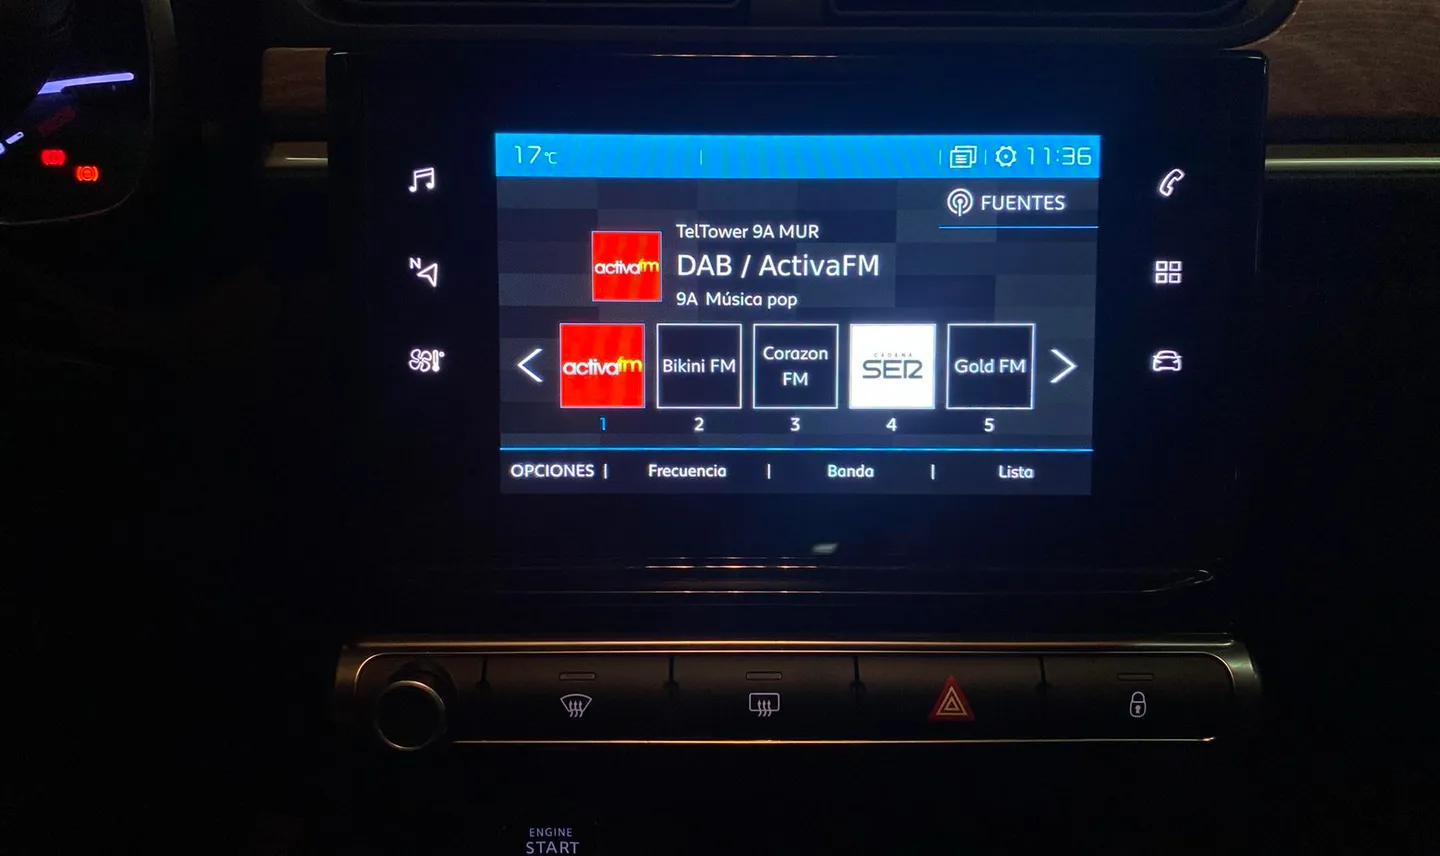 17°C
11:36
FUENTES
TelTower 9A MUR
activafm
DAB / ActivaFM
9A Música pop
activafm
Bikini FM
Corazon
FM
CADENA
SER
Gold FM
1 2 3 4 5
OPCIONES | Frecuencia | Banda | Lista
N
ENGINE
START